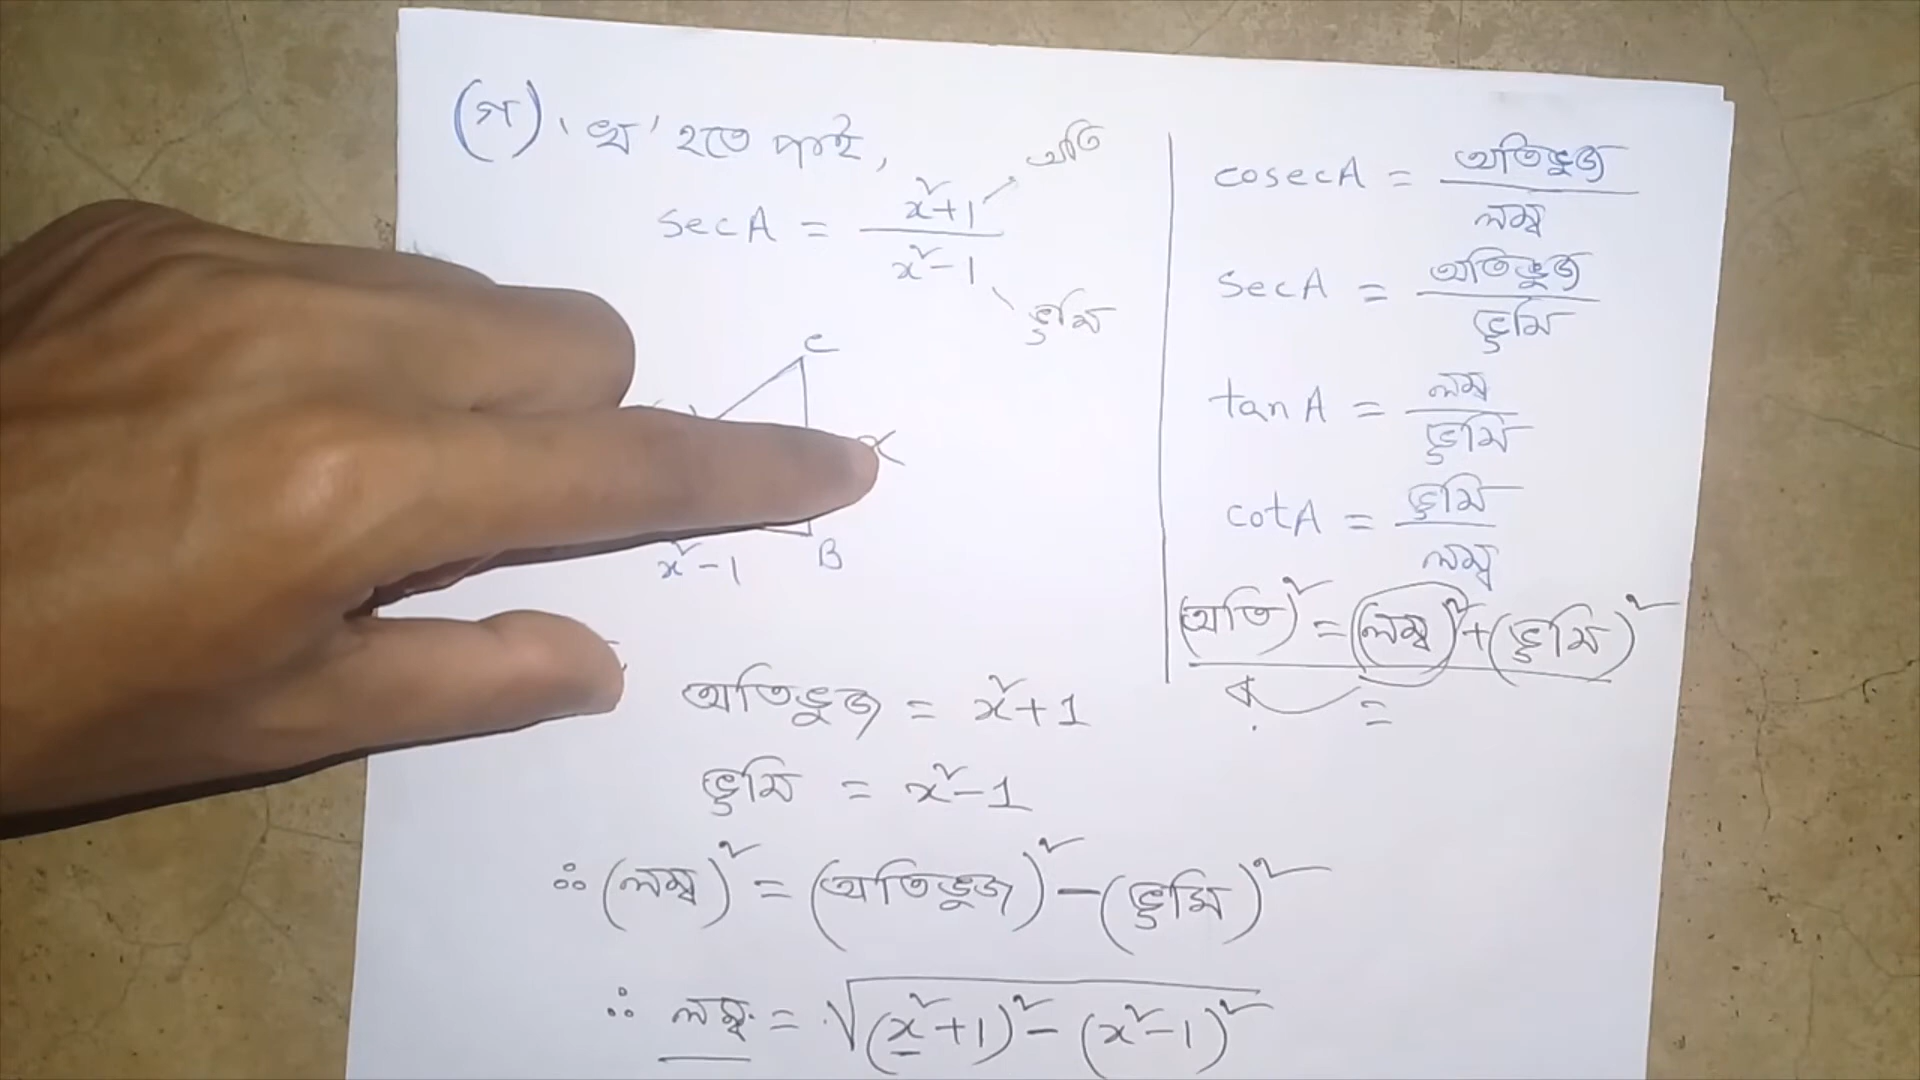 (গ) 'খ' হতে পাই,
অতি
secA = x²+1 / x²-1
ভূমি
C
B
x²-1
অতিভুজ = x²+1
ভূমি = x²-1
∴ (লম্ব)² = (অতিভুজ)² - (ভূমি)²
∴ লম্ব = √(x²+1)² - (x²-1)²
cosecA = অতিভুজ / লম্ব
secA = অতিভুজ / ভূমি
tanA = লম্ব / ভূমি
cotA = ভূমি / লম্ব
(অতি)² = (লম্ব)² + (ভূমি)²
=